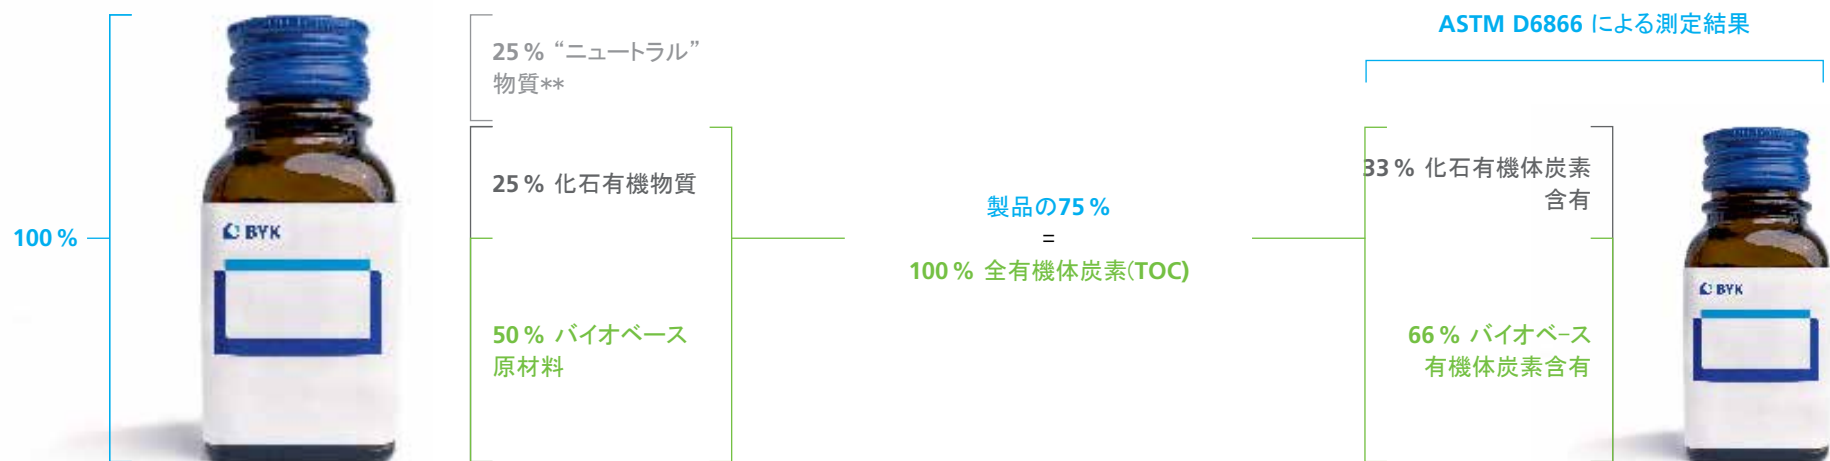 100 %
BYK
25 % “ニュートラル”
物質**
25 % 化石有機物質
50 % バイオベース
原材料
製品の75 %
=
100 % 全有機体炭素(TOC)
ASTM D6866 による測定結果
33 % 化石有機体炭素
含有
66 % バイオベース
有機体炭素含有
BYK